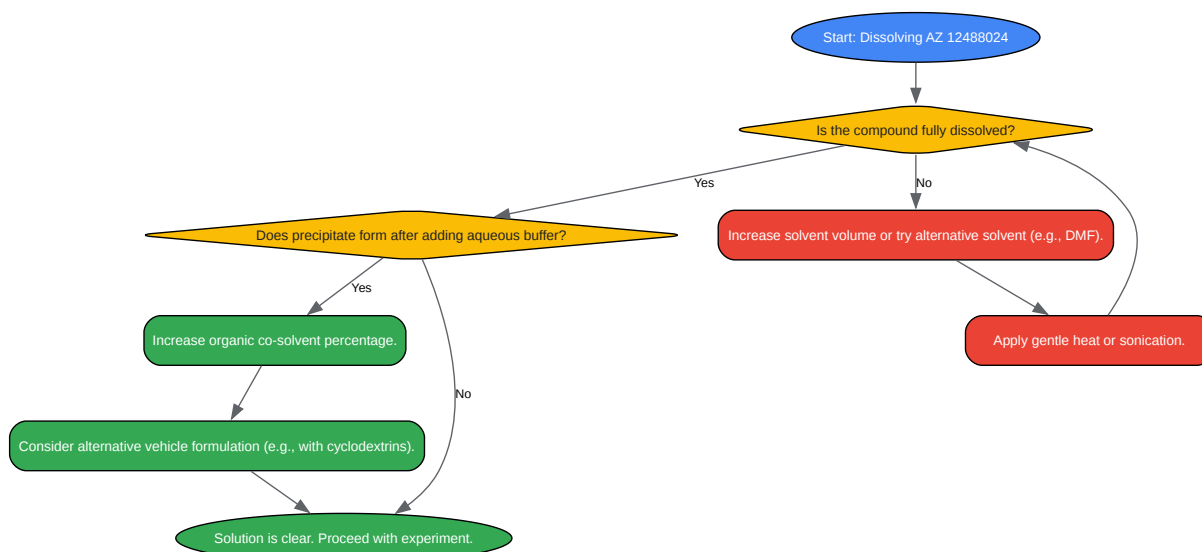 Start: Dissolving AZ 12488024
Is the compound fully dissolved?
Yes
No
Does precipitate form after adding aqueous buffer?
Increase solvent volume or try alternative solvent (e.g., DMF).
Yes
Increase organic co-solvent percentage.
Apply gentle heat or sonication.
No
Consider alternative vehicle formulation (e.g., with cyclodextrins).
Solution is clear. Proceed with experiment.